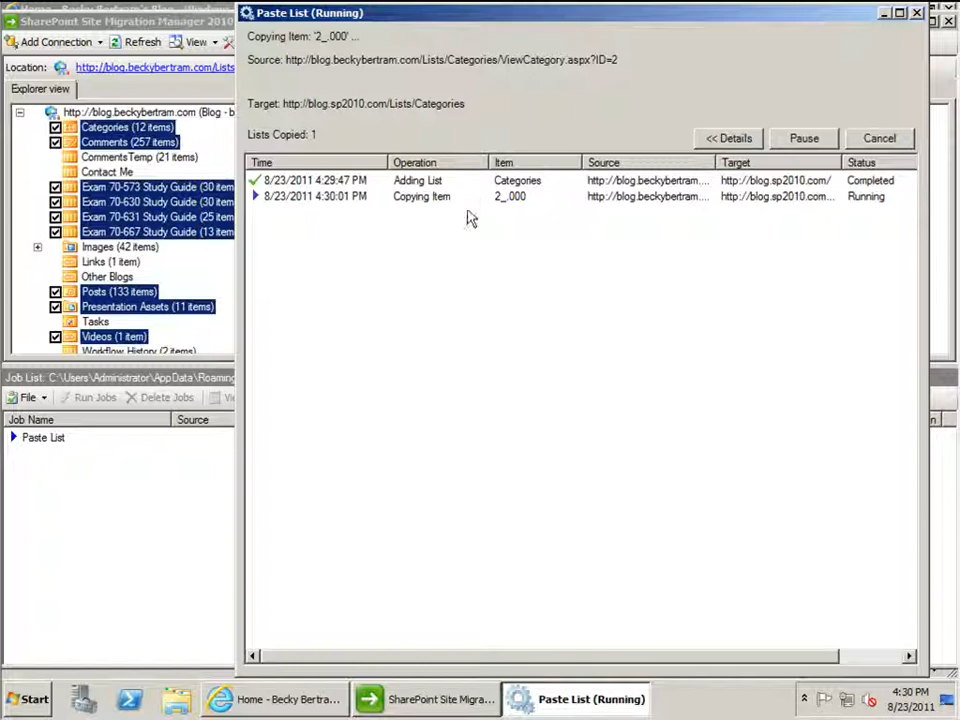 Paste List (Running)
SharePoint Site Migration Manager 2010
Add Connection
Refresh
View
Location: http://blog.beckybertram.com/Lists
Explorer view
http://blog.beckybertram.com (Blog - b
Categories (12 items)
Comments (257 items)
CommentsTemp (21 items)
Contact Me
Exam 70-573 Study Guide (30 item
Exam 70-630 Study Guide (30 item
Exam 70-631 Study Guide (25 item
Exam 70-667 Study Guide (13 item
Images (42 items)
Links (1 item)
Other Blogs
Posts (133 items)
Presentation Assets (11 items)
Tasks
Videos (1 item)
Workflow History (2 items)
Job List: C:\Users\Administrator\AppData\Roaming
File
Run Jobs
Delete Jobs
Job Name
Source
Paste List
Copying Item: '2_.000' ...
Source: http://blog.beckybertram.com/Lists/Categories/ViewCategory.aspx?ID=2
Target: http://blog.sp2010.com/Lists/Categories
Lists Copied: 1
<< Details
Pause
Cancel
Time Operation Item Source Target Status
8/23/2011 4:29:47 PM Adding List Categories http://blog.beckybertram.... http://blog.sp2010.com/ Completed
8/23/2011 4:30:01 PM Copying Item 2_.000 http://blog.beckybertram.... http://blog.sp2010.com... Running
Start
Home - Becky Bertra...
SharePoint Site Migra...
Paste List (Running)
4:30 PM
8/23/2011